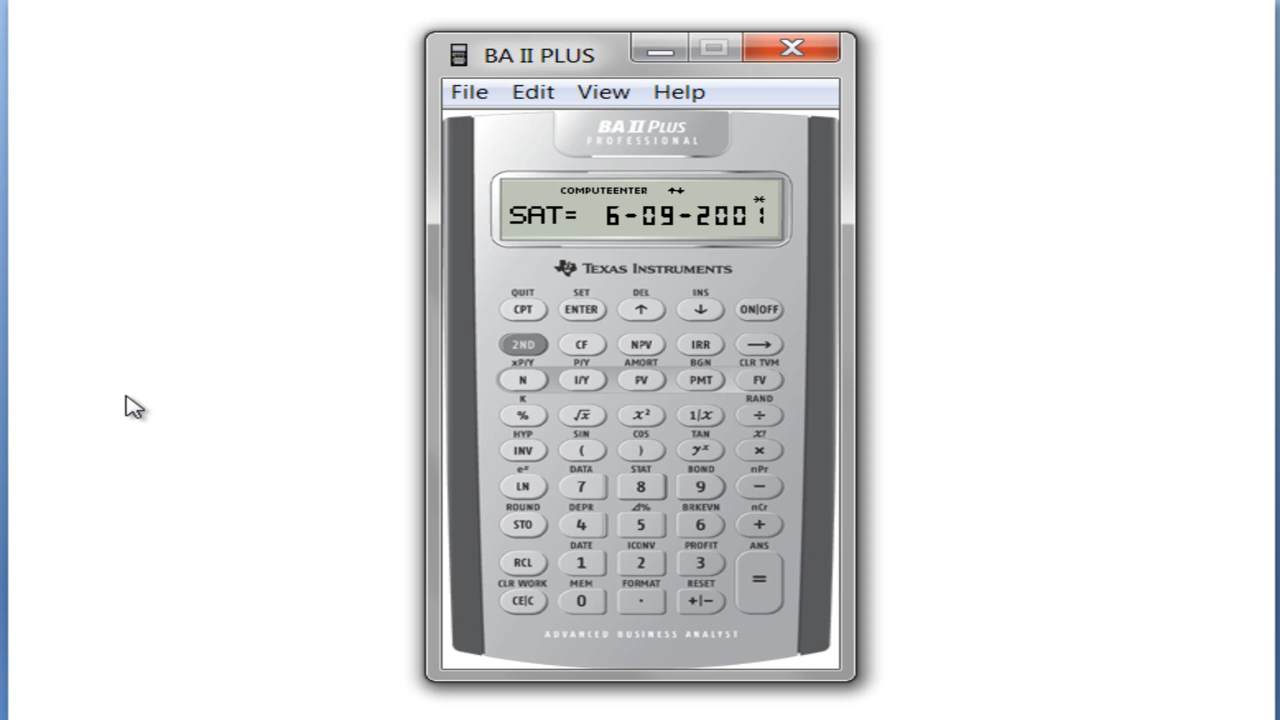 BA II PLUS
File Edit View Help
BA II PLUS
PROFESSIONAL
COMPUTE ENTER ↑↓
SAT= 6-09-2001
TEXAS INSTRUMENTS
QUIT SET DEL INS
CPT ENTER ↑ ↓ ON|OFF
2ND CF NPV IRR →
xP/Y P/Y AMORT BGN CLR TVM
N I/Y PV PMT FV
K RAND
% √x x² 1/x ÷
HYP SIN COS TAN x!
INV ( ) yˣ ×
eˣ DATA STAT BOND nPr
LN 7 8 9 −
ROUND DEPR Δ% BRKEVN nCr
STO 4 5 6 +
DATE ICONV PROFIT ANS
RCL 1 2 3 =
CLR WORK MEM FORMAT RESET
CE|C 0 . +|−
ADVANCED BUSINESS ANALYST